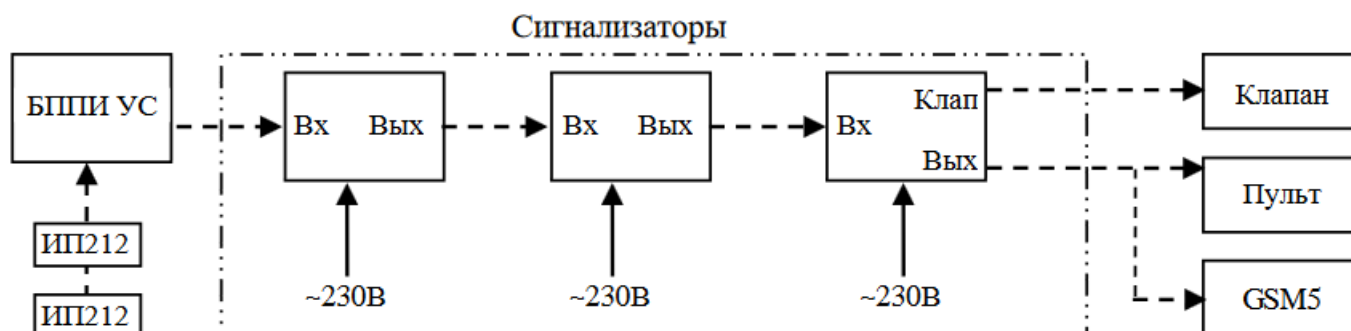 Сигнализаторы
БППИ УС
Вх Вых
Вх Вых
Вх
Клап
Вых
Клапан
Пульт
GSM5
ИП212
ИП212
~230В
~230В
~230В